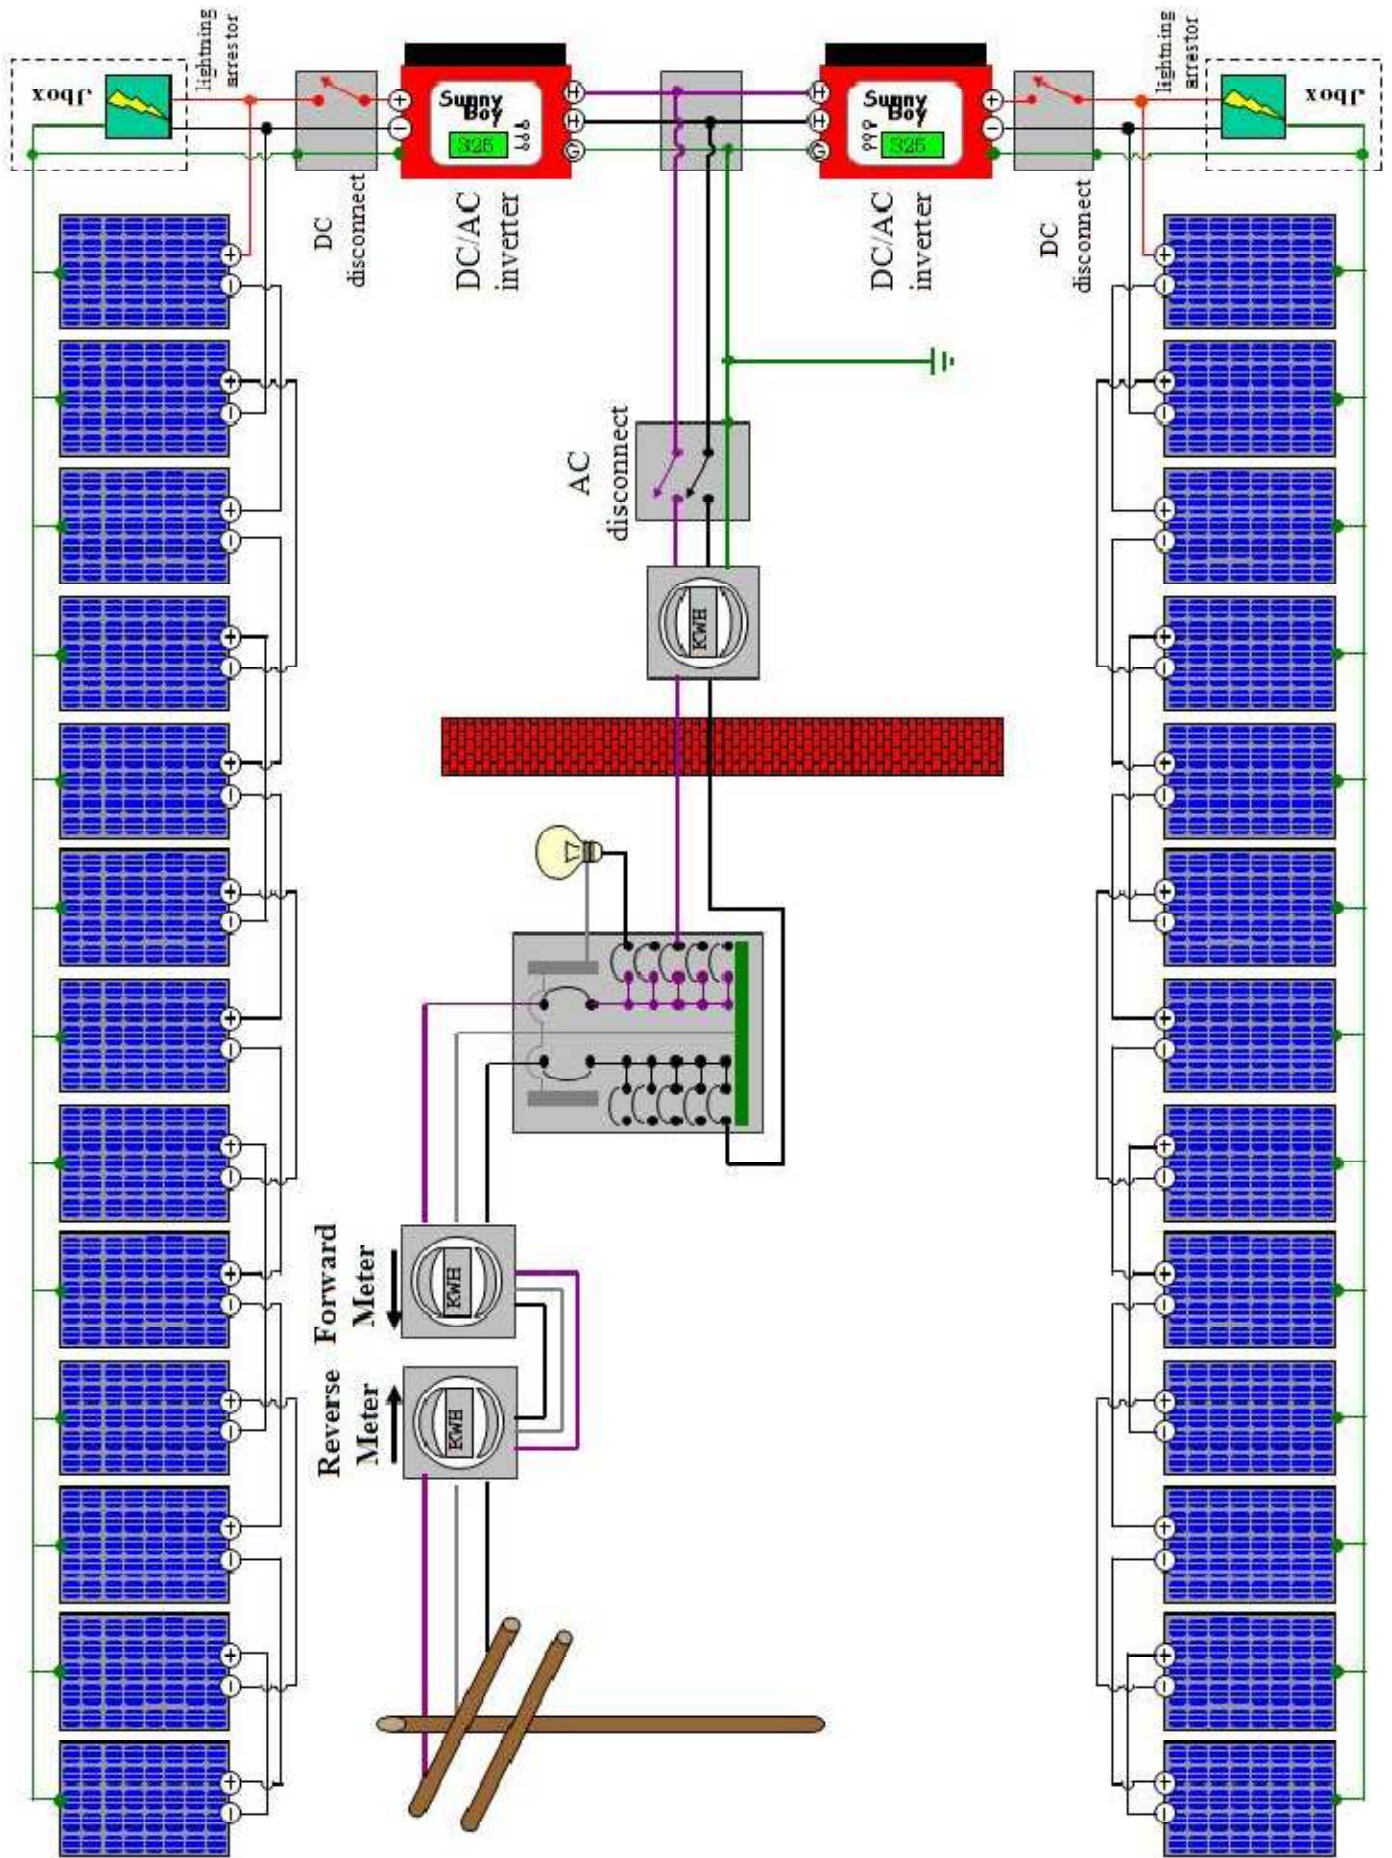 Jbox
lightning
arrestor
+
−
Sunny
Boy
325
H
H
G
DC
disconnect
DC/AC
inverter
H
H
G
Sunny
Boy
325
+
−
DC/AC
inverter
DC
disconnect
lightning
arrestor
Jbox
AC
disconnect
KWH
Forward
Meter
KWH
Reverse
Meter
KWH
+
−
+
−
+
−
+
−
+
−
+
−
+
−
+
−
+
−
+
−
+
−
+
−
+
−
+
−
+
−
+
−
+
−
+
−
+
−
+
−
+
−
+
−
+
−
+
−
+
−
+
−